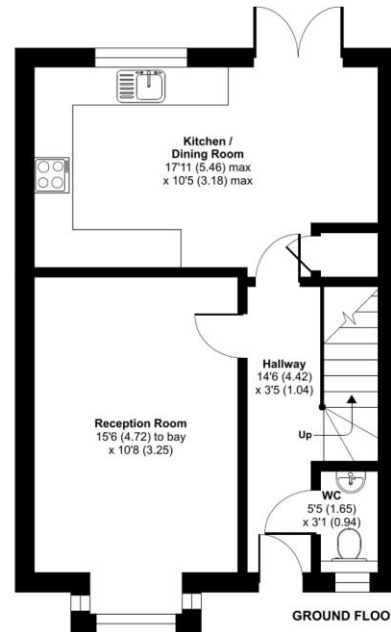 Kitchen /
Dining Room
17'11 (5.46) max
x 10'5 (3.18) max
Hallway
14'6 (4.42)
x 3'5 (1.04)
Reception Room
15'6 (4.72) to bay
x 10'8 (3.25)
Up
WC
5'5 (1.65)
x 3'1 (0.94)
GROUND FLOO